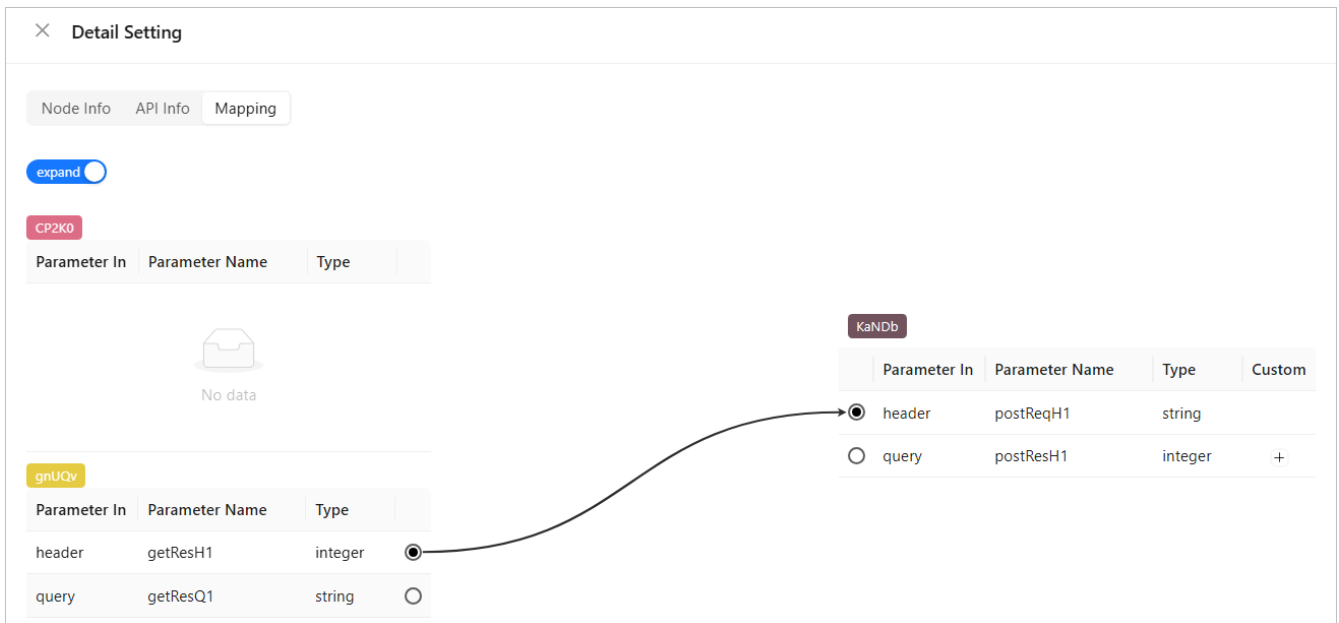 Detail Setting
Node Info API Info Mapping
expand
CP2K0
Parameter In Parameter Name Type
No data
gnUQv
Parameter In Parameter Name Type
header getResH1 integer
query getResQ1 string
KaNDb
Parameter In Parameter Name Type Custom
header postReqH1 string
query postResH1 integer +